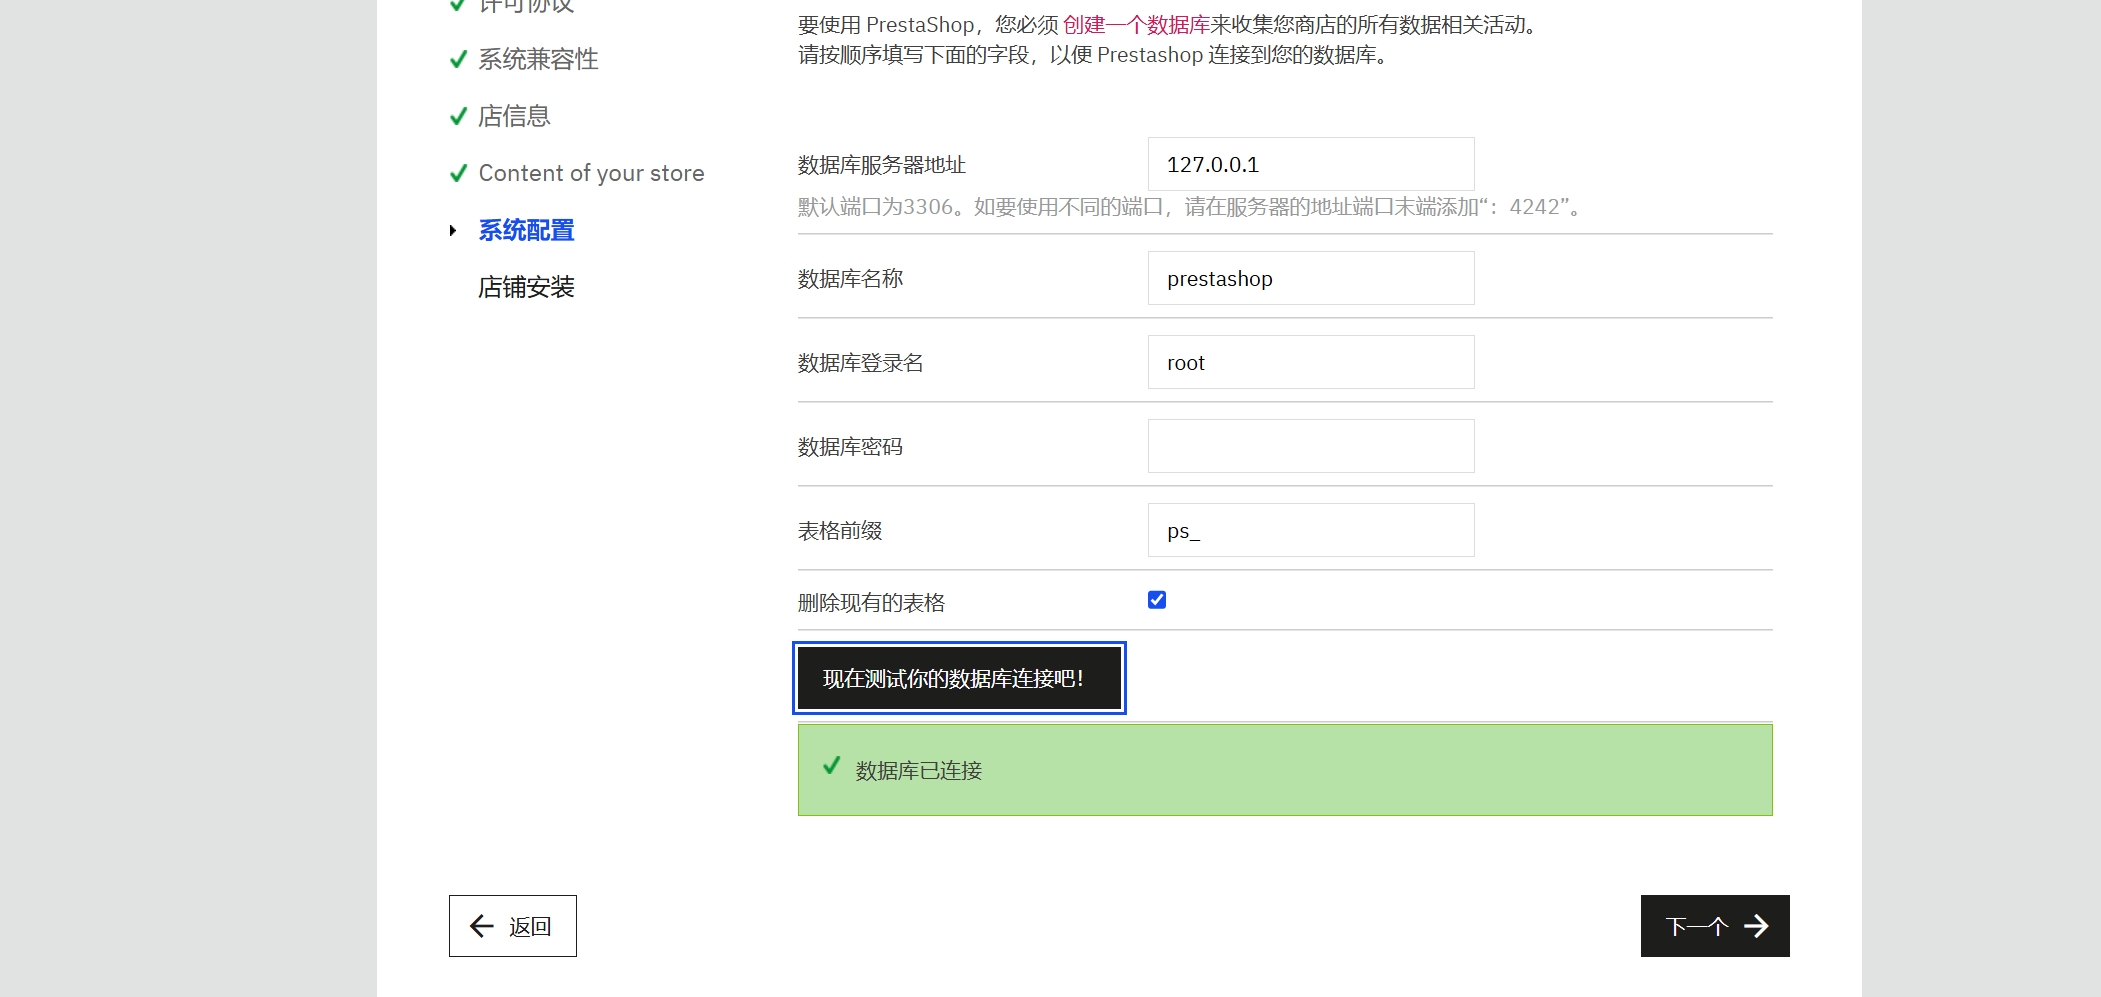 许可协议
系统兼容性
店信息
Content of your store
系统配置
店铺安装
要使用 PrestaShop，您必须 创建一个数据库来收集您商店的所有数据相关活动。
请按顺序填写下面的字段，以便 Prestashop 连接到您的数据库。
数据库服务器地址
127.0.0.1
默认端口为3306。如要使用不同的端口，请在服务器的地址端口末端添加“：4242”。
数据库名称
prestashop
数据库登录名
root
数据库密码
表格前缀
ps_
删除现有的表格
现在测试你的数据库连接吧！
数据库已连接
返回
下一个